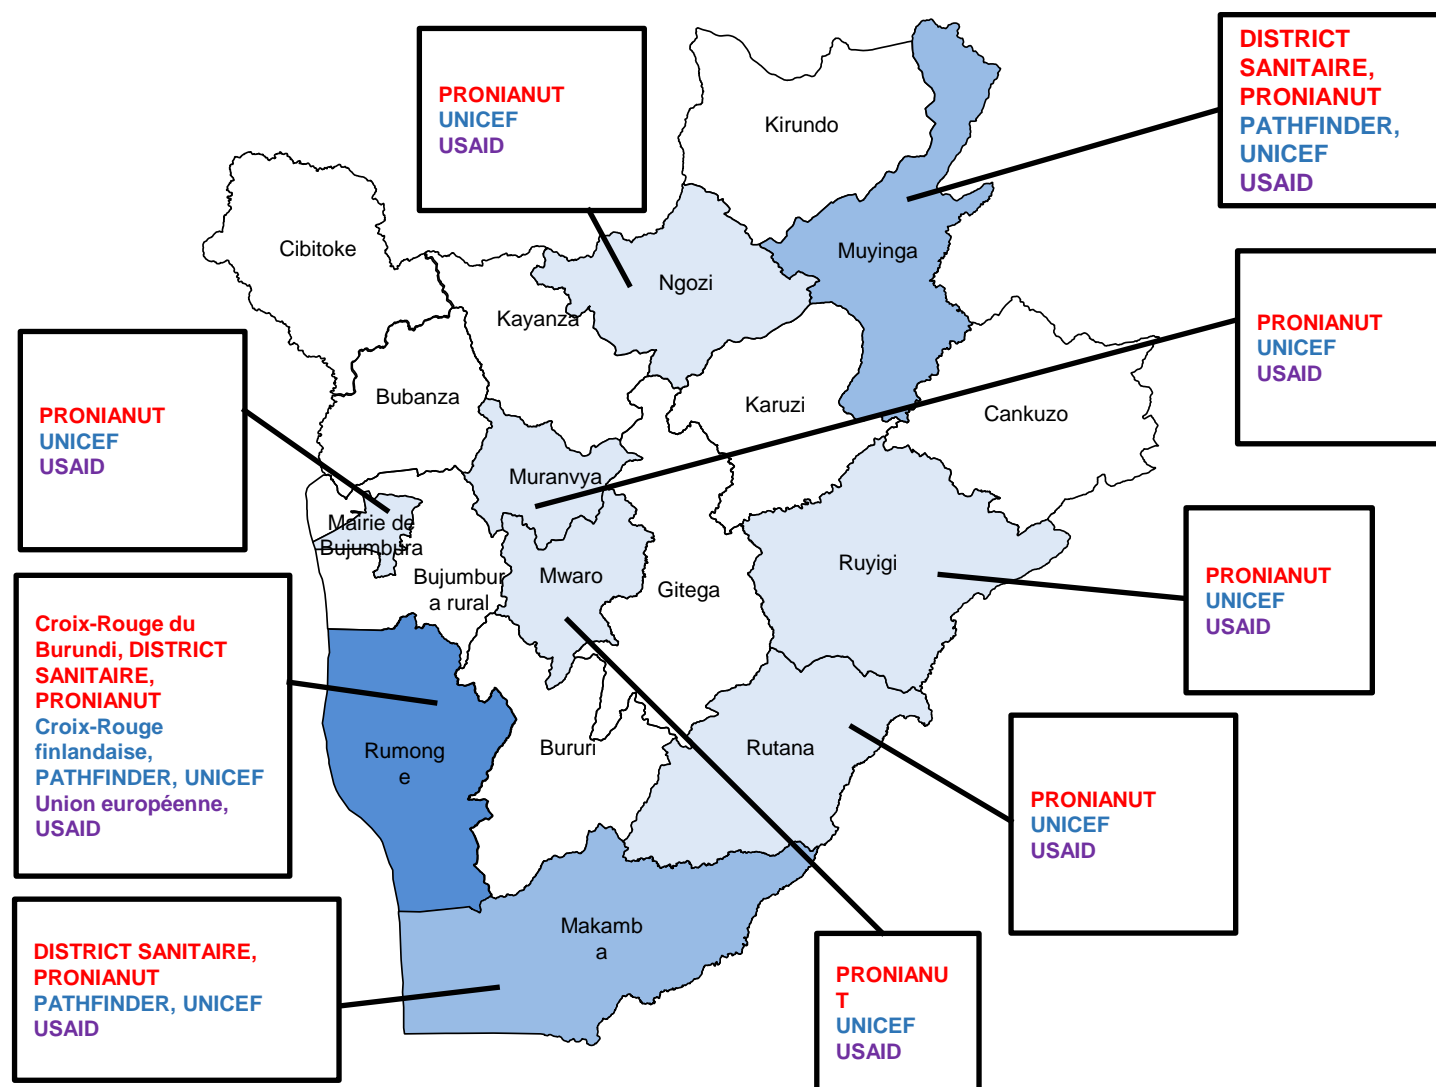 DISTRICT
SANITAIRE,
PRONIANUT
PATHFINDER,
UNICEF
USAID
PRONIANUT
UNICEF
USAID
Kirundo
Cibitoke
Muyinga
Ngozi
Kayanza
PRONIANUT
UNICEF
USAID
Bubanza
Karuzi
Cankuzo
PRONIANUT
UNICEF
USAID
Muranvya
Mairie de
Bujumbura
Bujumbur
a rural
Mwaro
Gitega
Ruyigi
PRONIANUT
UNICEF
USAID
Croix-Rouge du
Burundi, DISTRICT
SANITAIRE,
PRONIANUT
Croix-Rouge
finlandaise,
PATHFINDER, UNICEF
Union européenne,
USAID
Rumong
e
Bururi
Rutana
PRONIANUT
UNICEF
USAID
Makamb
a
DISTRICT SANITAIRE,
PRONIANUT
PATHFINDER, UNICEF
USAID
PRONIANU
T
UNICEF
USAID